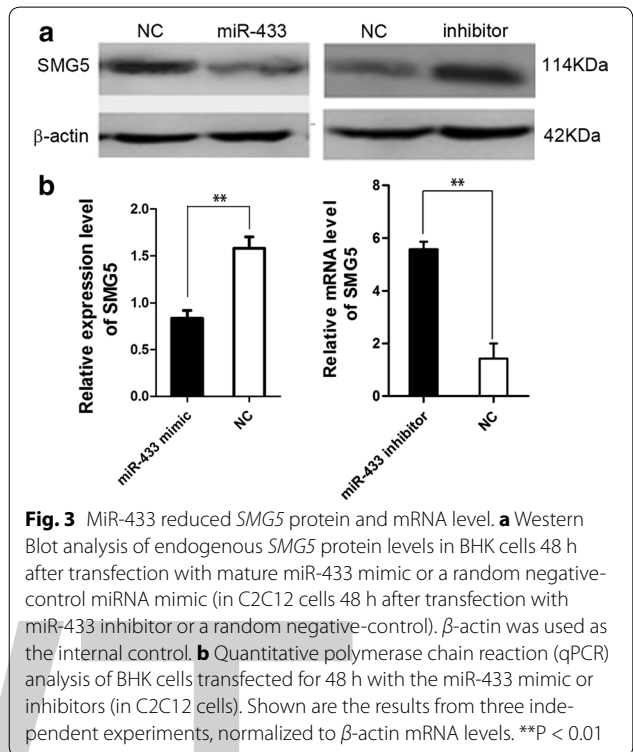 a
NC miR-433 NC inhibitor
SMG5 114KDa
β-actin 42KDa
b
Relative expression level
of SMG5
2.0
1.5
1.0
0.5
0.0
**
miR-433 mimic NC
Relative mRNA level
of SMG5
8
6
4
2
0
**
miR-433 inhibitor NC
Fig. 3 MiR-433 reduced SMG5 protein and mRNA level. a Western
Blot analysis of endogenous SMG5 protein levels in BHK cells 48 h
after transfection with mature miR-433 mimic or a random negative-
control miRNA mimic (in C2C12 cells 48 h after transfection with
miR-433 inhibitor or a random negative-control). β-actin was used as
the internal control. b Quantitative polymerase chain reaction (qPCR)
analysis of BHK cells transfected for 48 h with the miR-433 mimic or
inhibitors (in C2C12 cells). Shown are the results from three inde-
pendent experiments, normalized to β-actin mRNA levels. **P < 0.01